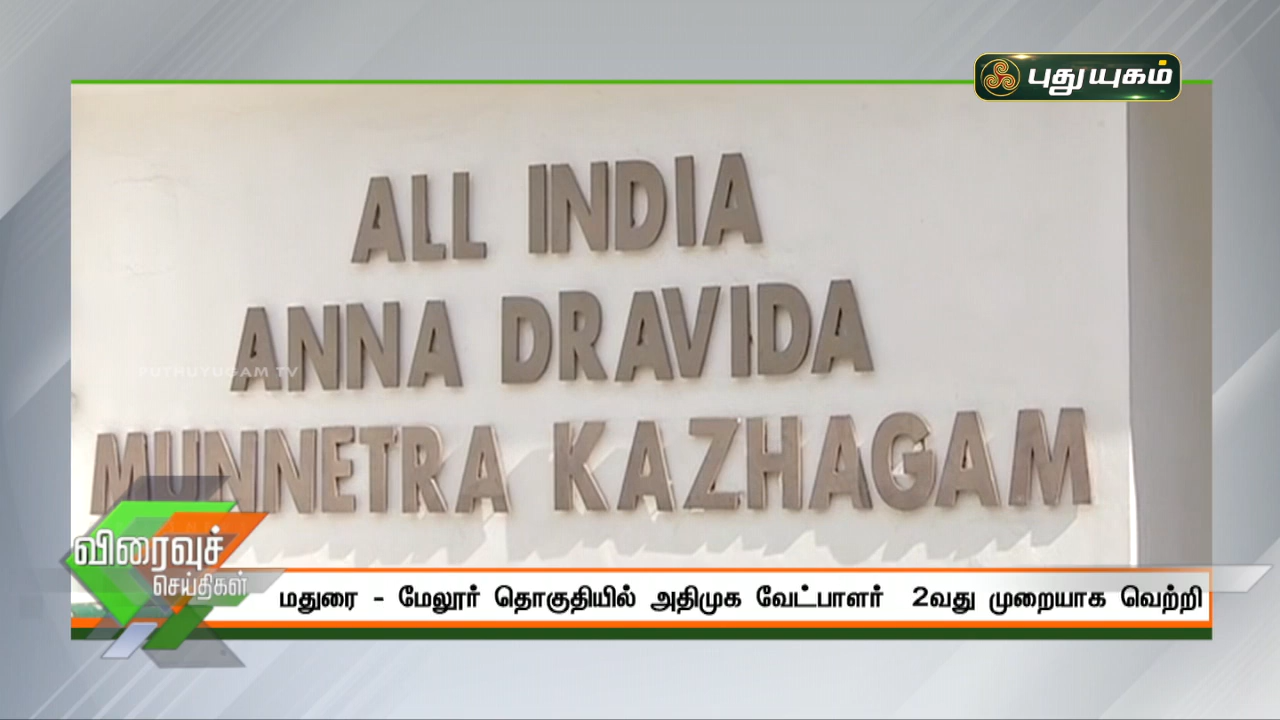 புதுயுகம்
ALL INDIA
ANNA DRAVIDA
PUTHUYUGAM TV
MUNNETRA KAZHAGAM
விரைவுச்
செய்திகள்
மதுரை - மேலூர் தொகுதியில் அதிமுக வேட்பாளர் 2வது முறையாக வெற்றி